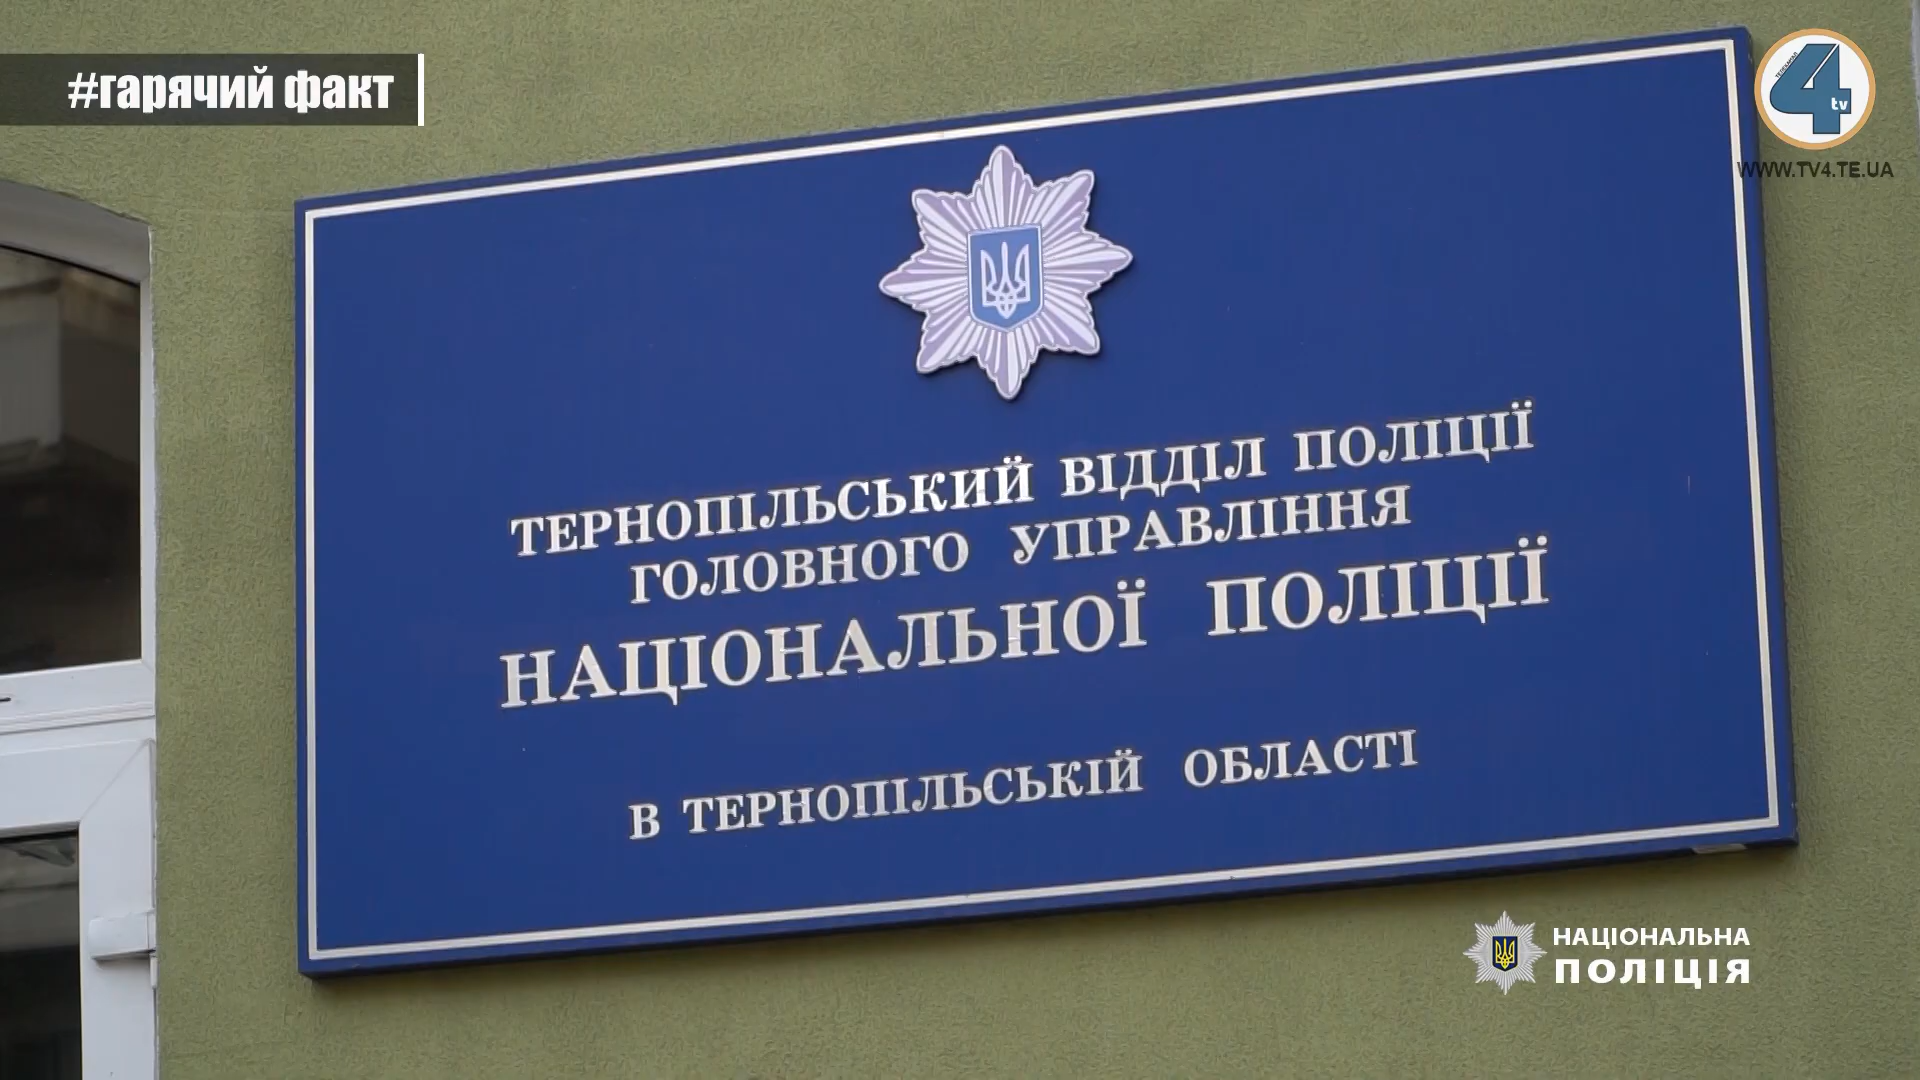 #гарячий факт
ТЕЛЕКАНАЛ
4
tv
WWW.TV4.TE.UA
ТЕРНОПІЛЬСЬКИЙ ВІДДІЛ ПОЛІЦІЇ
ГОЛОВНОГО УПРАВЛІННЯ
НАЦІОНАЛЬНОЇ ПОЛІЦІЇ
В ТЕРНОПІЛЬСЬКІЙ ОБЛАСТІ
НАЦІОНАЛЬНА
ПОЛІЦІЯ